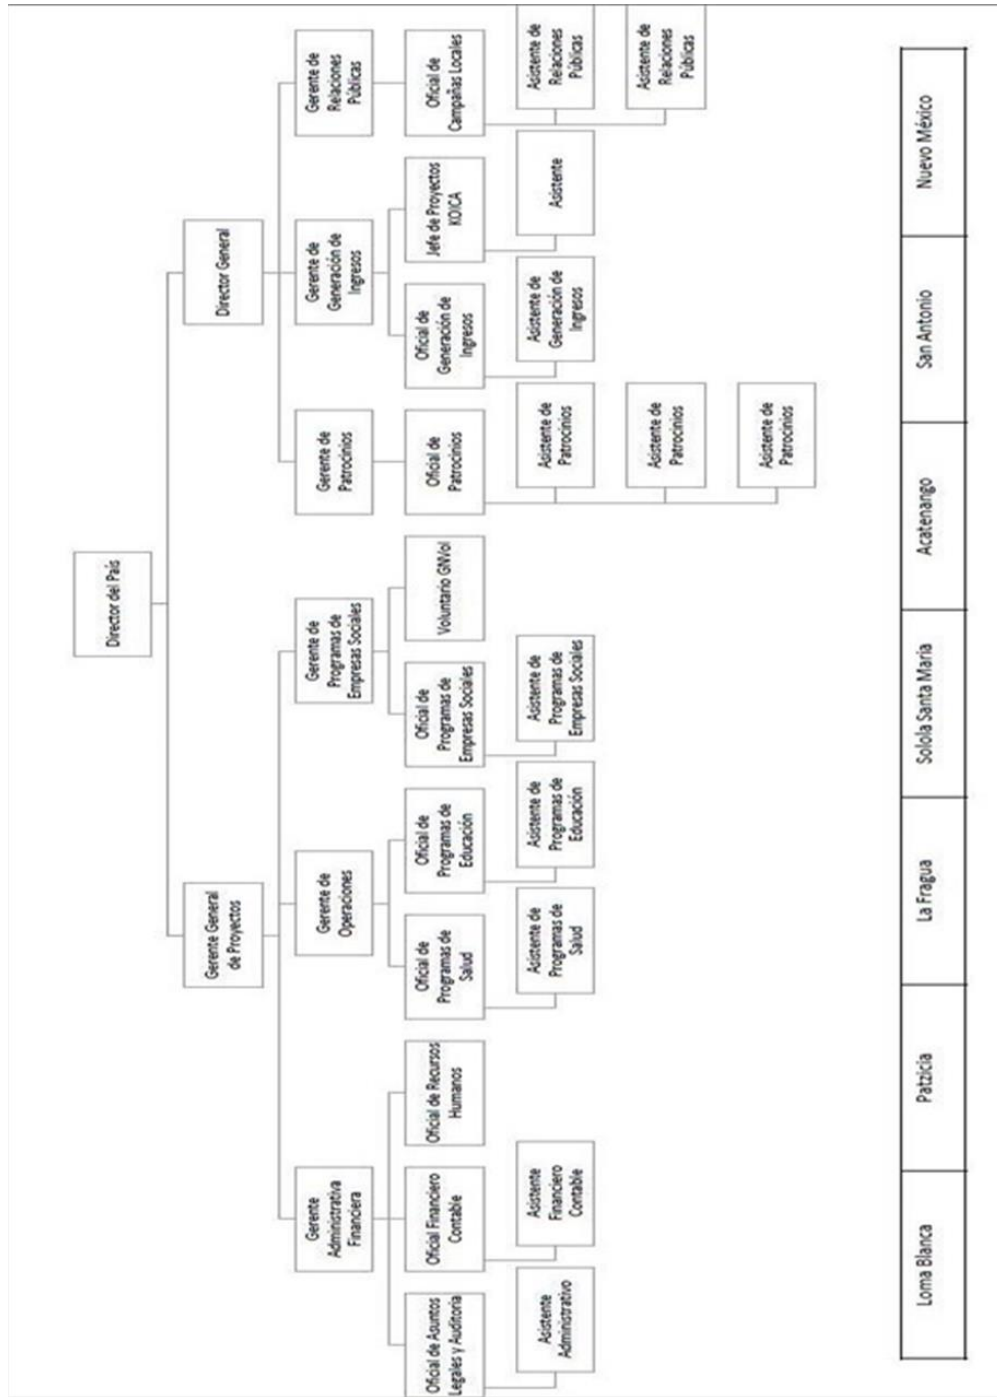 Director del País
Gerente General
de Proyectos
Director General
Gerente
Administrativa
Financiera
Gerente de
Operaciones
Gerente de
Programas de
Empresas Sociales
Gerente de
Patrocinios
Gerente de
Generación de
Ingresos
Gerente de
Relaciones
Públicas
Oficial de Asuntos
Legales y Auditoria
Oficial Financiero
Contable
Oficial de Recursos
Humanos
Oficial de
Programas de
Salud
Oficial de
Programas de
Educación
Oficial de
Programas de
Empresas Sociales
Voluntario GNVol
Oficial de
Patrocinios
Oficial de
Generación de
Ingresos
Jefe de Proyectos
KOICA
Oficial de
Campañas Locales
Asistente
Administrativo
Asistente
Financiero
Contable
Asistente de
Programas de
Salud
Asistente de
Programas de
Educación
Asistente de
Programas de
Empresas Sociales
Asistente de
Patrocinios
Asistente de
Generación de
Ingresos
Asistente
Asistente de
Relaciones
Públicas
Asistente de
Patrocinios
Asistente de
Relaciones
Públicas
Asistente de
Patrocinios
Loma Blanca
Patzicia
La Fragua
Solola Santa María
Acatenango
San Antonio
Nuevo México